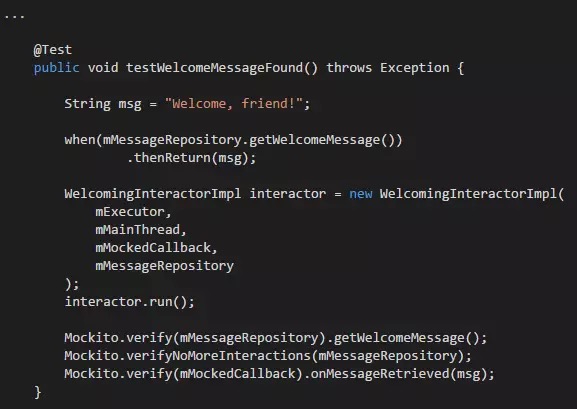 ...
@Test
public void testWelcomeMessageFound() throws Exception {
String msg = "Welcome, friend!";
when(mMessageRepository.getWelcomeMessage())
.thenReturn(msg);
WelcomingInteractorImpl interactor = new WelcomingInteractorImpl(
mExecutor,
mMainThread,
mMockedCallback,
mMessageRepository
);
interactor.run();
Mockito.verify(mMessageRepository).getWelcomeMessage();
Mockito.verifyNoMoreInteractions(mMessageRepository);
Mockito.verify(mMockedCallback).onMessageRetrieved(msg);
}